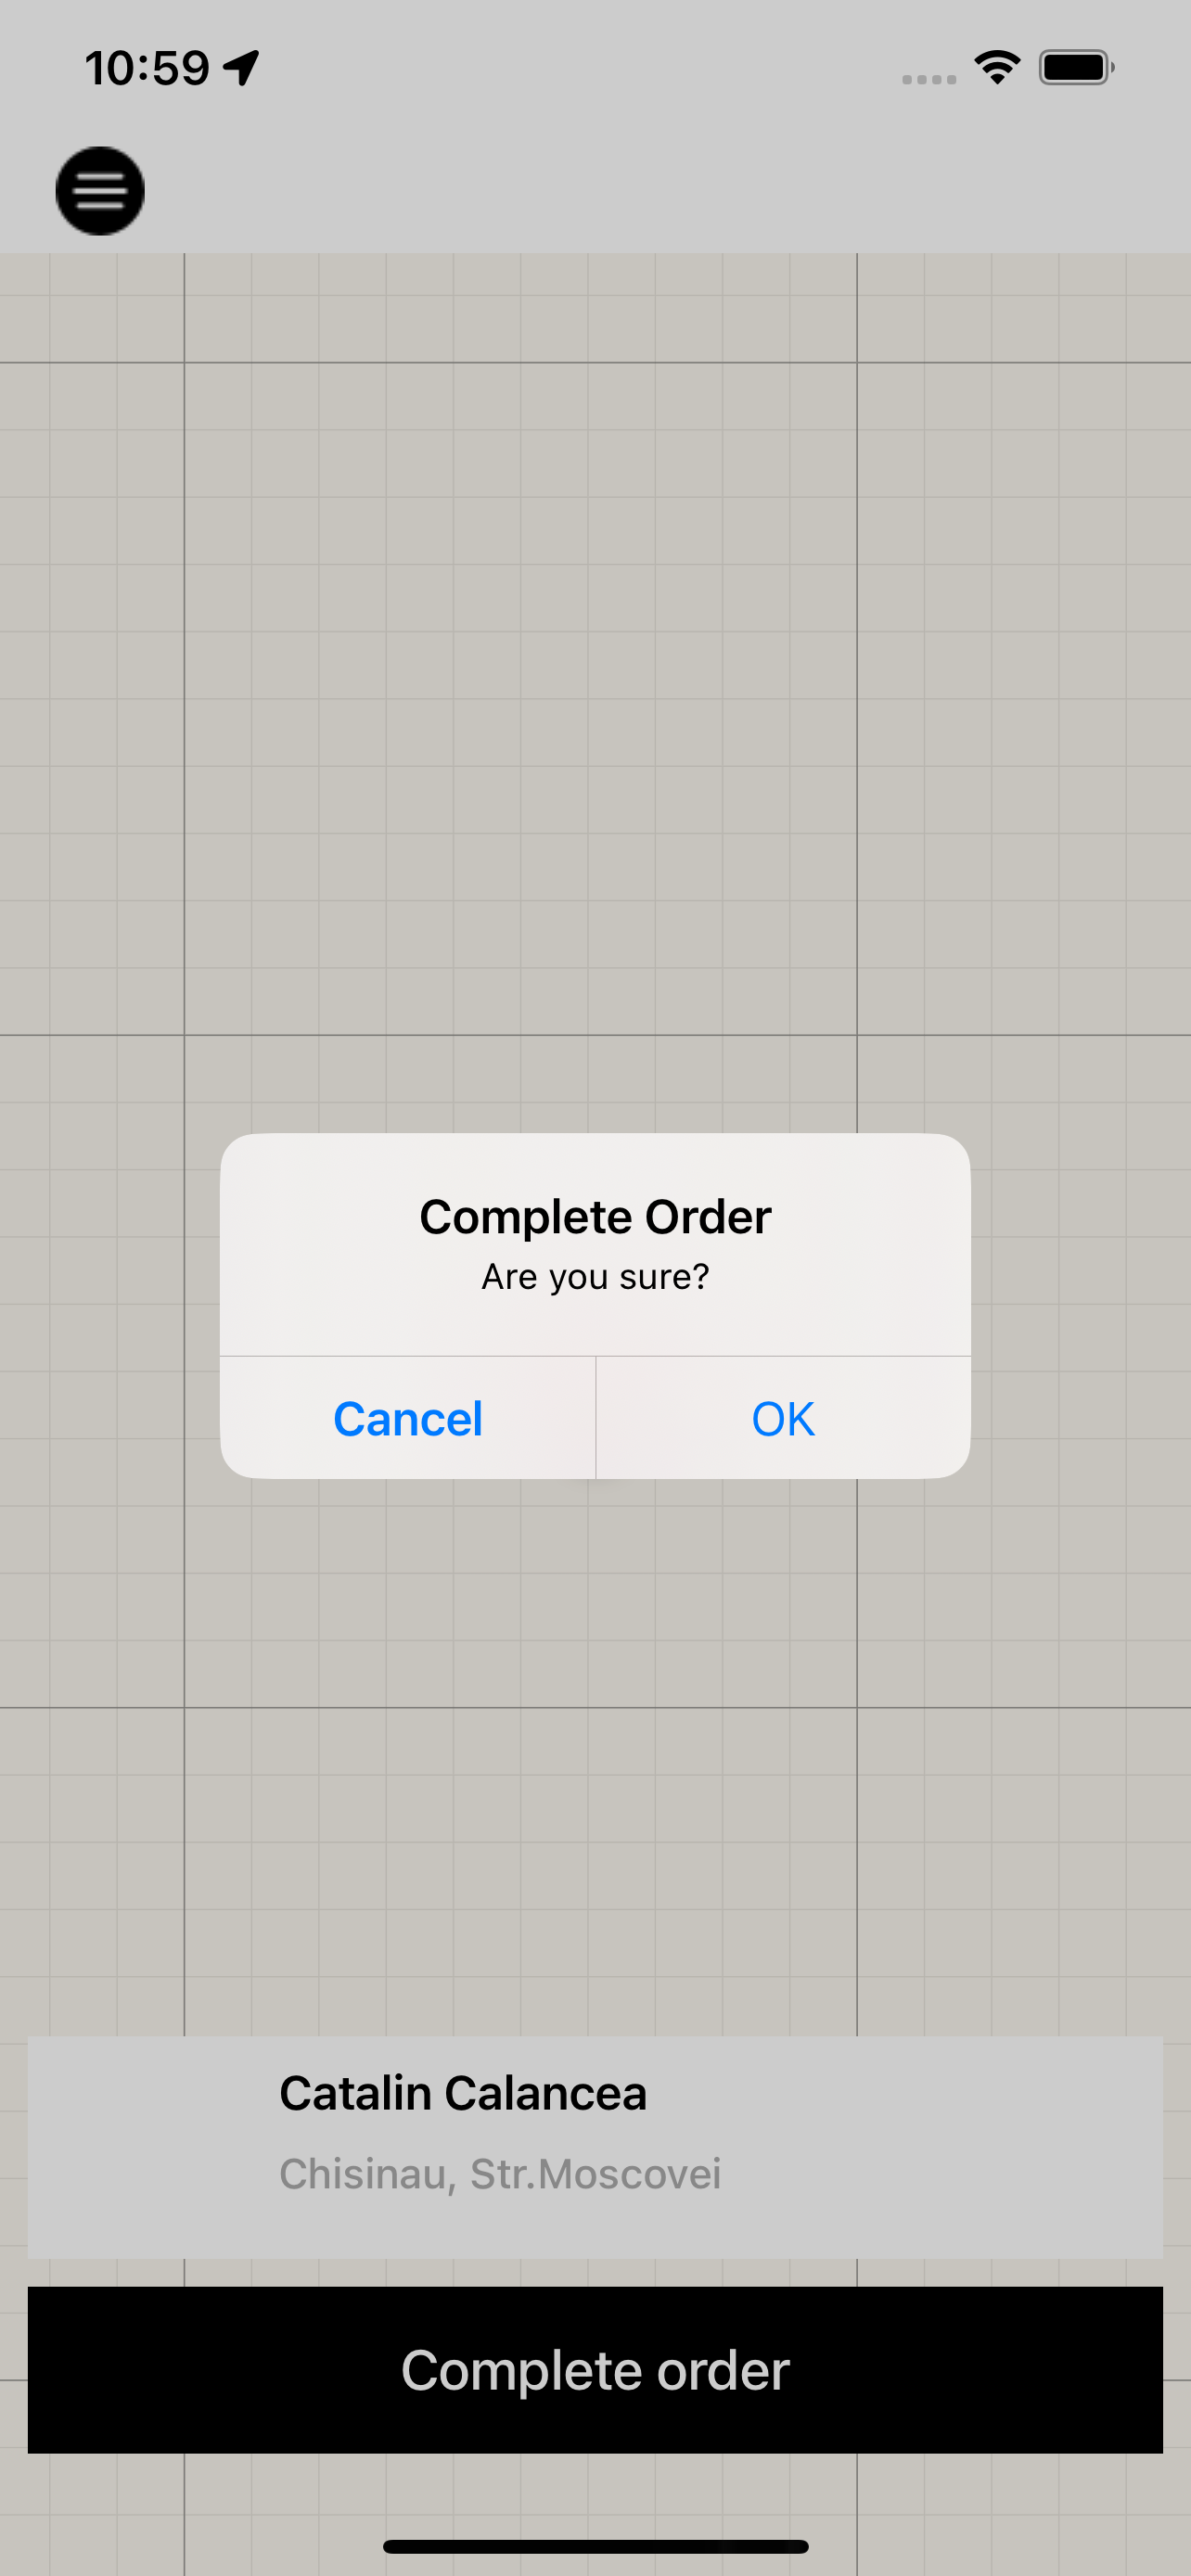 10:59
Complete Order
Are you sure?
Cancel OK
Catalin Calancea
Chisinau, Str.Moscovei
Complete order